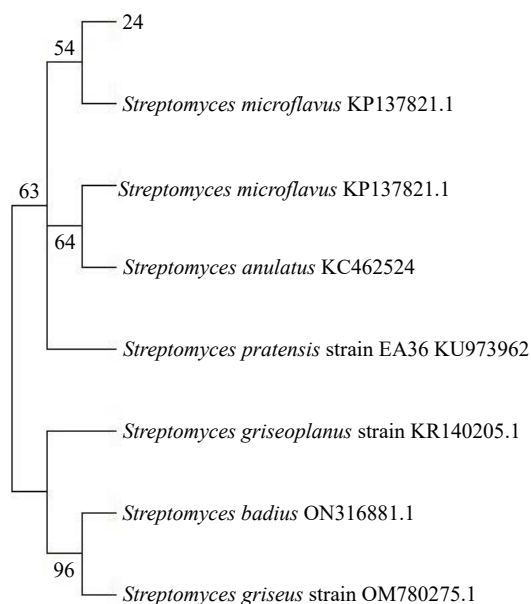 24
54
Streptomyces microflavus KP137821.1
63
Streptomyces microflavus KP137821.1
64
Streptomyces anulatus KC462524
Streptomyces pratensis strain EA36 KU973962
Streptomyces griseoplanus strain KR140205.1
Streptomyces badius ON316881.1
96
Streptomyces griseus strain OM780275.1